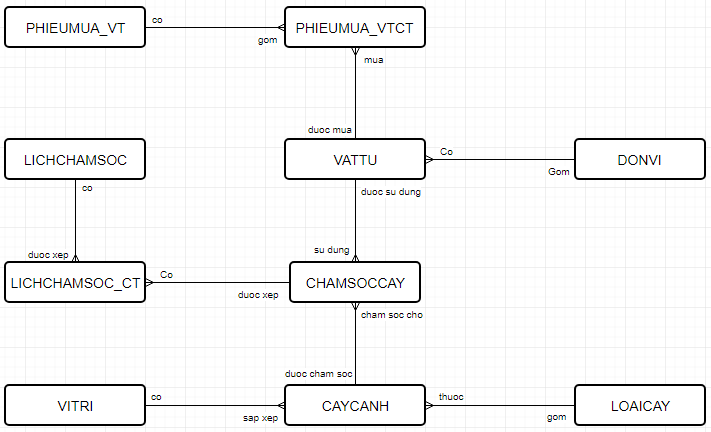 PHIEUMUA_VT
co
gom
PHIEUMUA_VTCT
mua
duoc mua
LICHCHAMSOC
co
VATTU
Co
Gom
DONVI
duoc su dung
duoc xep
su dung
LICHCHAMSOC_CT
Co
duoc xep
CHAMSOCCAY
cham soc cho
duoc cham soc
VITRI
co
sap xep
CAYCANH
thuoc
gom
LOAICAY